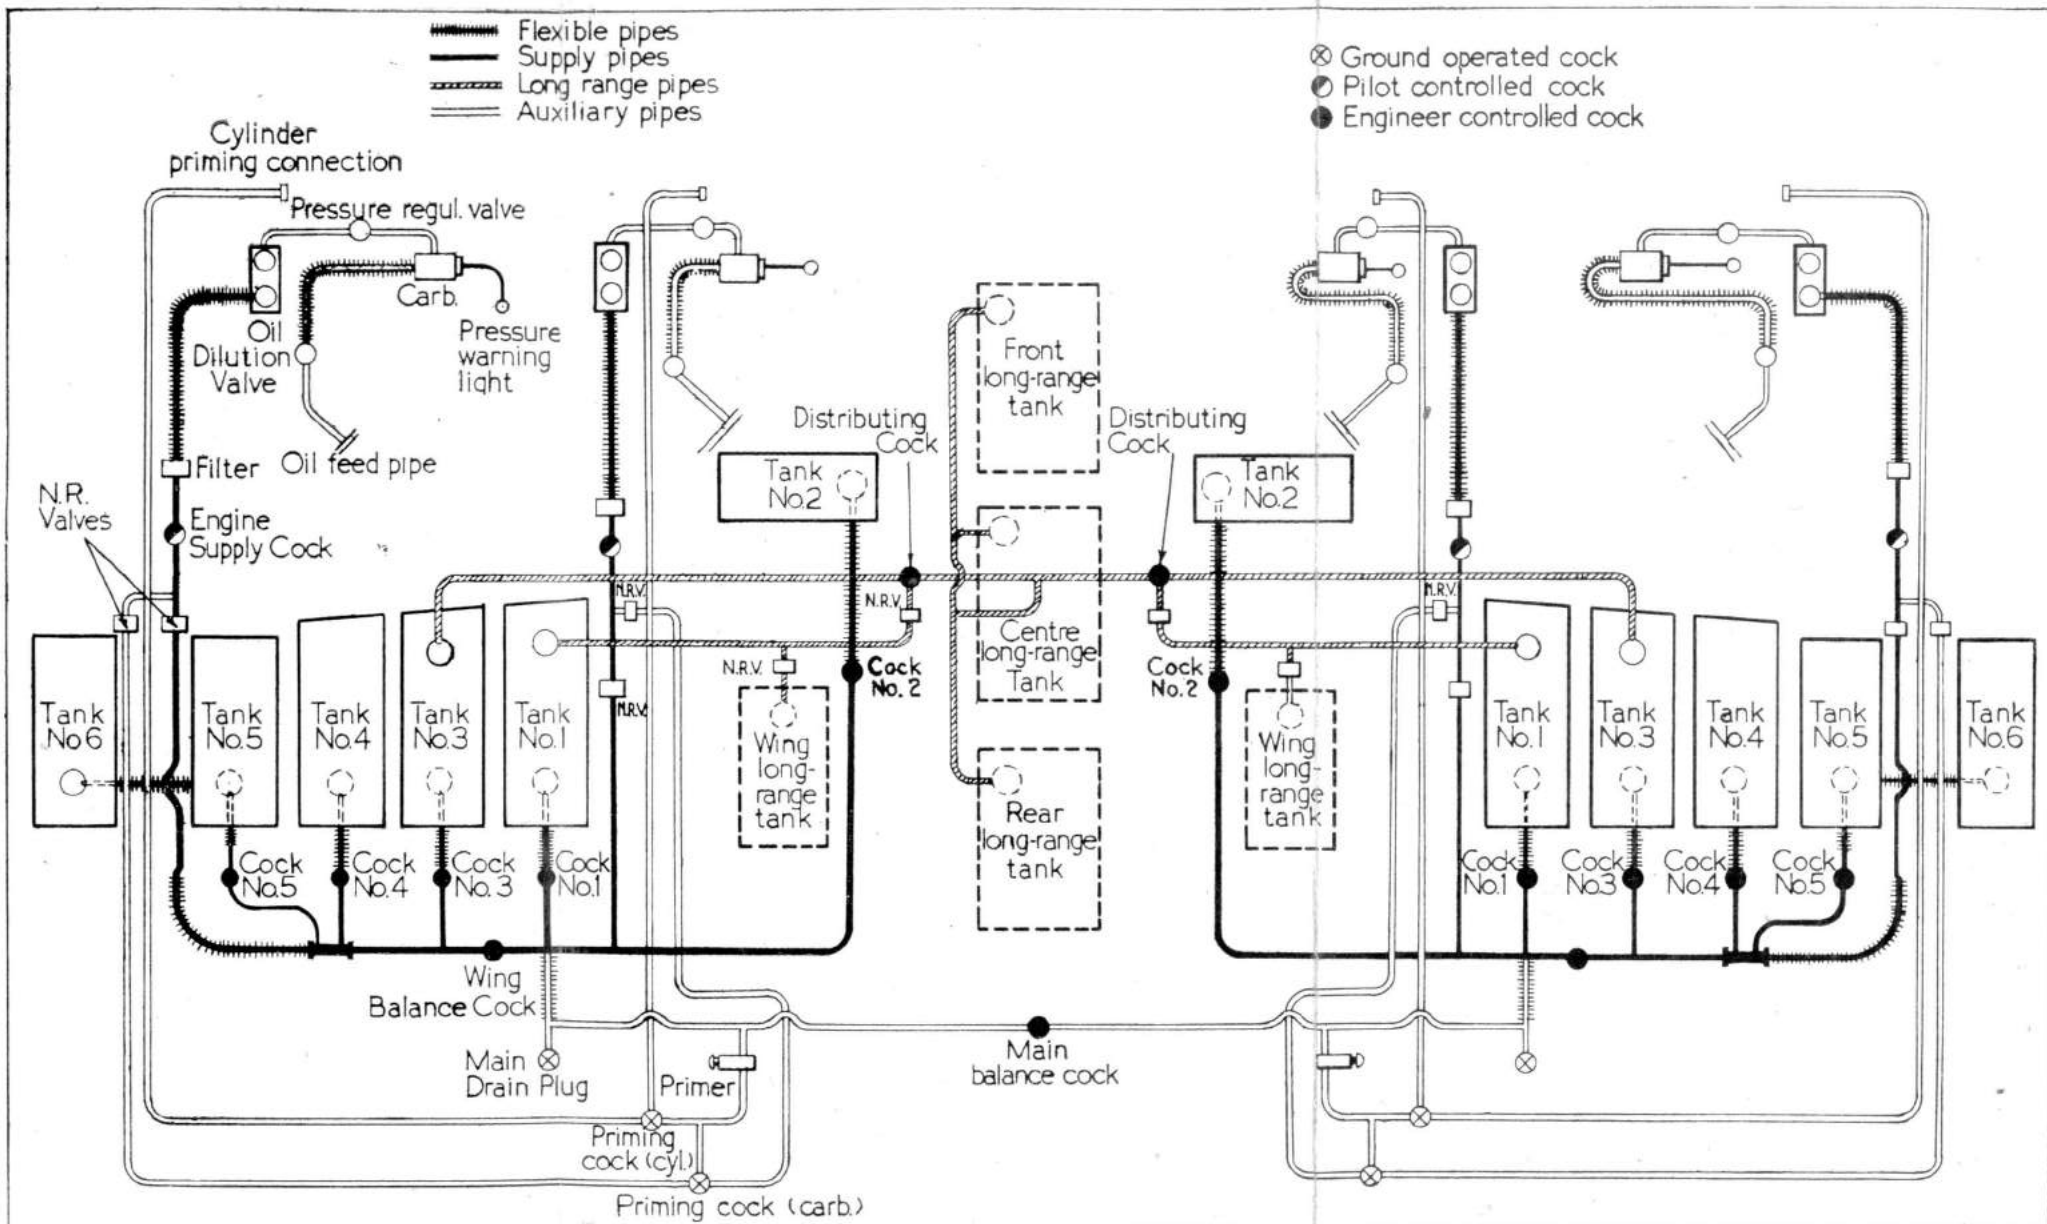 Flexible pipes
Supply pipes
Long range pipes
Auxiliary pipes
Ground operated cock
Pilot controlled cock
Engineer controlled cock
Cylinder
priming connection
Pressure regul. valve
Carb.
Oil
Dilution
Valve
Pressure
warning
light
Filter
Oil feed pipe
N.R.
Valves
Engine
Supply Cock
Distributing
Cock
Front
long-range
tank
Distributing
Cock
Tank
No.2
Tank
No.2
N.R.V.
N.R.V.
N.R.V.
N.R.V.
N.R.V.
Cock
No.2
Centre
long-range
Tank
Cock
No.2
Tank
No6
Tank
No.5
Tank
No.4
Tank
No.3
Tank
No.1
Wing
long-
range
tank
Rear
long-range
tank
Wing
long-
range
tank
Tank
No.1
Tank
No.3
Tank
No.4
Tank
No.5
Tank
No.6
Cock
No.5
Cock
No.4
Cock
No.3
Cock
No.1
Cock
No.1
Cock
No.3
Cock
No.4
Cock
No.5
Wing
Balance Cock
Main
Drain Plug
Primer
Main
balance cock
Priming
cock (cyl.)
Priming cock (carb.)